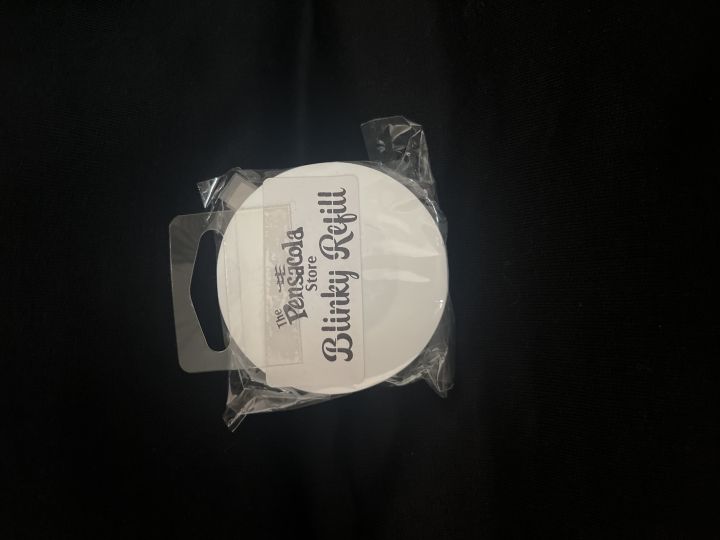 The
Pensacola
Store
Blinky Refill